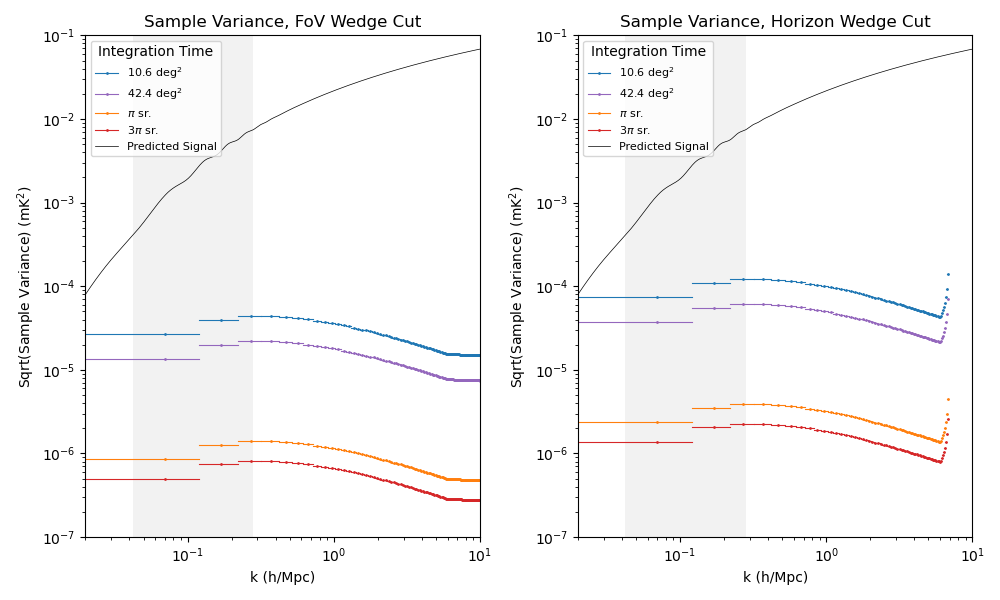 Sample Variance, FoV Wedge Cut
Sqrt(Sample Variance) (mK²)
10⁻¹
10⁻²
10⁻³
10⁻⁴
10⁻⁵
10⁻⁶
10⁻⁷
Integration Time
10.6 deg²
42.4 deg²
π sr.
3π sr.
Predicted Signal
10⁻¹ 10⁰ 10¹
k (h/Mpc)
Sample Variance, Horizon Wedge Cut
Sqrt(Sample Variance) (mK²)
10⁻¹
10⁻²
10⁻³
10⁻⁴
10⁻⁵
10⁻⁶
10⁻⁷
Integration Time
10.6 deg²
42.4 deg²
π sr.
3π sr.
Predicted Signal
10⁻¹ 10⁰ 10¹
k (h/Mpc)